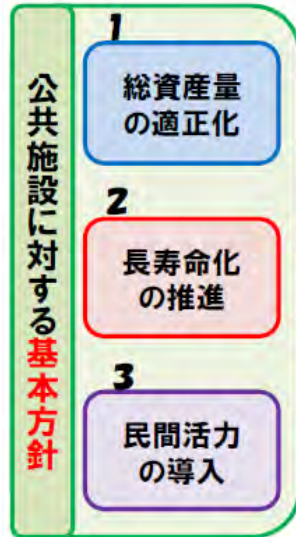 公共施設に対する基本方針
1
総資産量
の適正化
2
長寿命化
の推進
3
民間活力
の導入